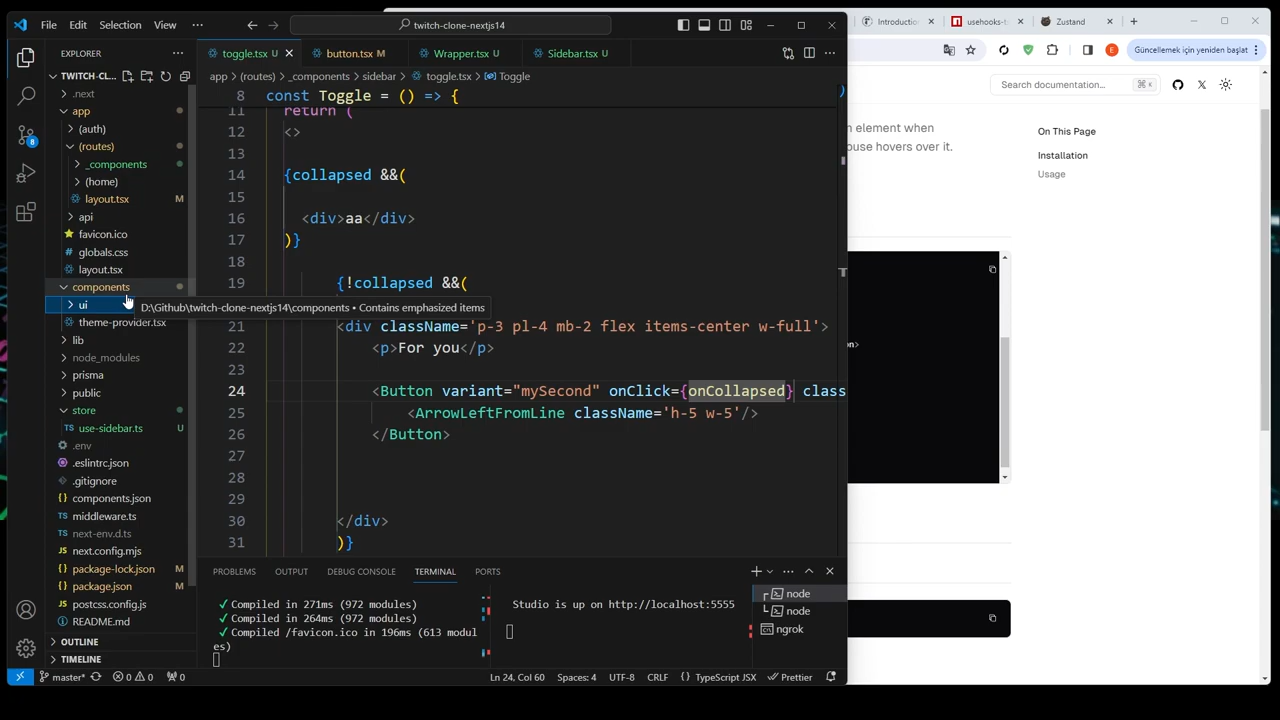 File Edit Selection View ··· twitch-clone-nextjs14
Introduction usehooks-t Zustand
EXPLORER toggle.tsx U button.tsx M Wrapper.tsx U Sidebar.tsx U
E Güncellemek için yeniden başlat
TWITCH-CL... app > (routes) > _components > sidebar > toggle.tsx > Toggle
Search documentation... ⌘ K
.next
app
(auth)
(routes)
_components
(home)
layout.tsx M
api
favicon.ico
globals.css
layout.tsx
components
ui
theme-provider.tsx
lib
node_modules
prisma
public
store
use-sidebar.ts U
.env
.eslintrc.json
.gitignore
components.json
middleware.ts
next-env.d.ts
next.config.mjs
package-lock.json M
package.json M
postcss.config.js
README.md
OUTLINE
TIMELINE
D:\Github\twitch-clone-nextjs14\components • Contains emphasized items
8 const Toggle = () => {
11 return (
12 <>
13
14 {collapsed &&(
15
16 <div>aa</div>
17 )}
18
19 {!collapsed &&(
21 <div className='p-3 pl-4 mb-2 flex items-center w-full'>
22 <p>For you</p>
23
24 <Button variant="mySecond" onClick={onCollapsed} class
25 <ArrowLeftFromLine className='h-5 w-5'/>
26 </Button>
27
28
29
30 </div>
31 )}
n element when
ouse hovers over it.
On This Page
Installation
Usage
on>
PROBLEMS OUTPUT DEBUG CONSOLE TERMINAL PORTS
✓ Compiled in 271ms (972 modules)
✓ Compiled in 264ms (972 modules)
✓ Compiled /favicon.ico in 196ms (613 modul
es)
Studio is up on http://localhost:5555
node
node
ngrok
8
master* 0 0 0 Ln 24, Col 60 Spaces: 4 UTF-8 CRLF {} TypeScript JSX Prettier